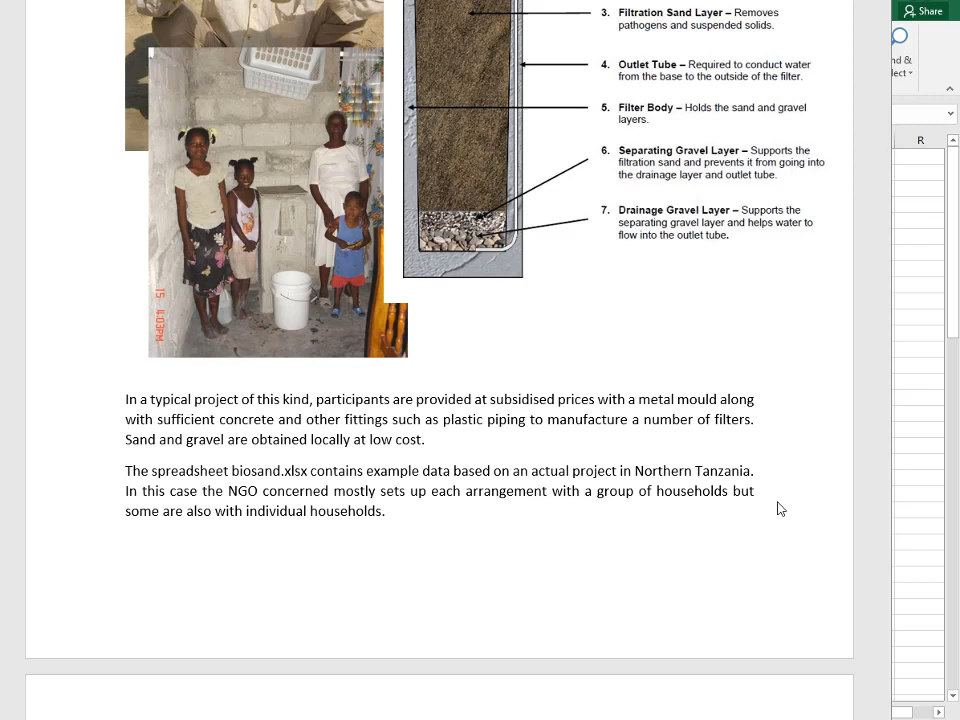 Share
nd &
lect
R
3. Filtration Sand Layer – Removes
pathogens and suspended solids.
4. Outlet Tube – Required to conduct water
from the base to the outside of the filter.
5. Filter Body – Holds the sand and gravel
layers.
6. Separating Gravel Layer – Supports the
filtration sand and prevents it from going into
the drainage layer and outlet tube.
7. Drainage Gravel Layer – Supports the
separating gravel layer and helps water to
flow into the outlet tube.
15. 4:03PM
In a typical project of this kind, participants are provided at subsidised prices with a metal mould along
with sufficient concrete and other fittings such as plastic piping to manufacture a number of filters.
Sand and gravel are obtained locally at low cost.
The spreadsheet biosand.xlsx contains example data based on an actual project in Northern Tanzania.
In this case the NGO concerned mostly sets up each arrangement with a group of households but
some are also with individual households.